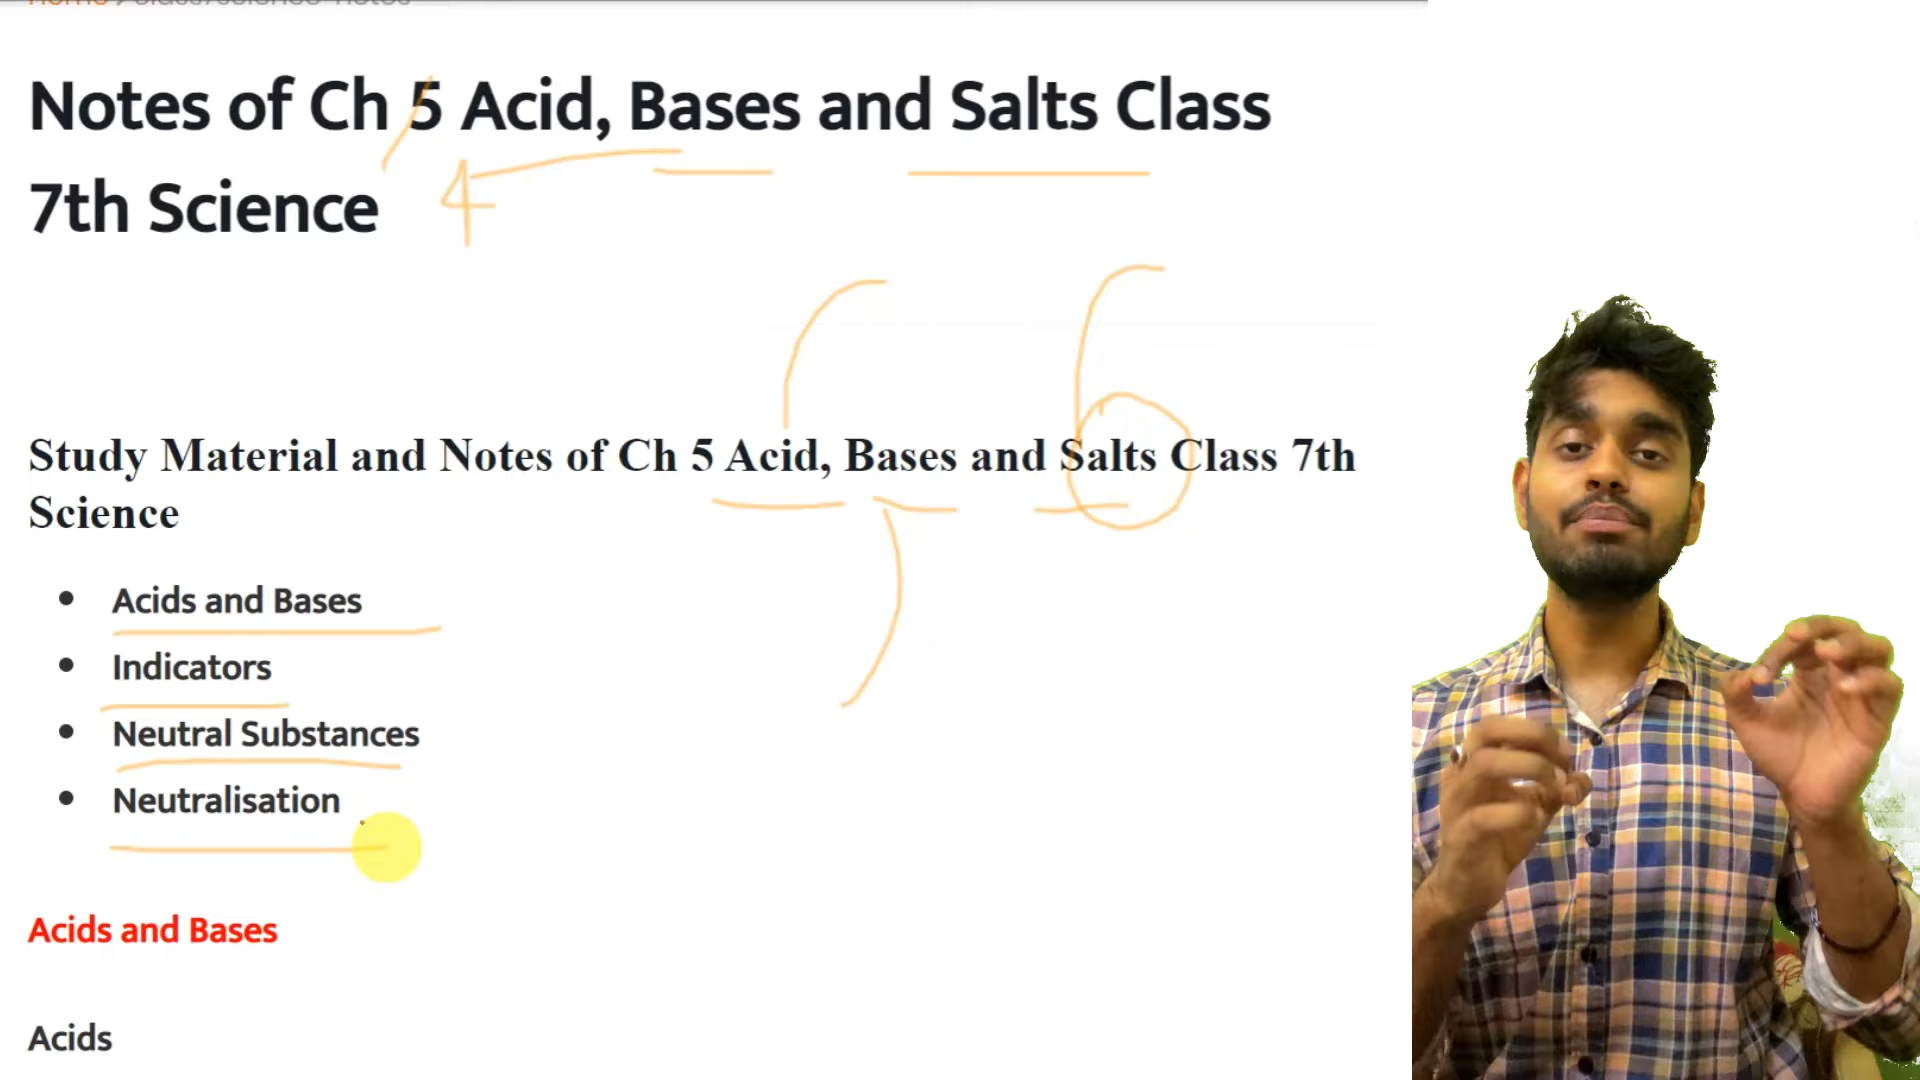 Notes of Ch 5 Acid, Bases and Salts Class
7th Science
4
Study Material and Notes of Ch 5 Acid, Bases and Salts Class 7th
Science
Acids and Bases
Indicators
Neutral Substances
Neutralisation
Acids and Bases
Acids